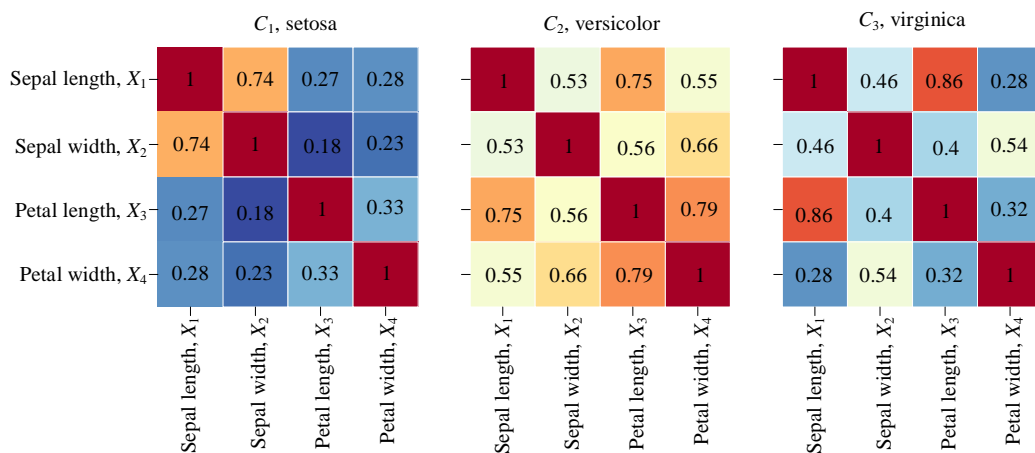 C₁, setosa
C₂, versicolor
C₃, virginica
Sepal length, X₁ 1 0.74 0.27 0.28 1 0.53 0.75 0.55 1 0.46 0.86 0.28
Sepal width, X₂ 0.74 1 0.18 0.23 0.53 1 0.56 0.66 0.46 1 0.4 0.54
Petal length, X₃ 0.27 0.18 1 0.33 0.75 0.56 1 0.79 0.86 0.4 1 0.32
Petal width, X₄ 0.28 0.23 0.33 1 0.55 0.66 0.79 1 0.28 0.54 0.32 1
Sepal length, X₁
Sepal width, X₂
Petal length, X₃
Petal width, X₄
Sepal length, X₁
Sepal width, X₂
Petal length, X₃
Petal width, X₄
Sepal length, X₁
Sepal width, X₂
Petal length, X₃
Petal width, X₄